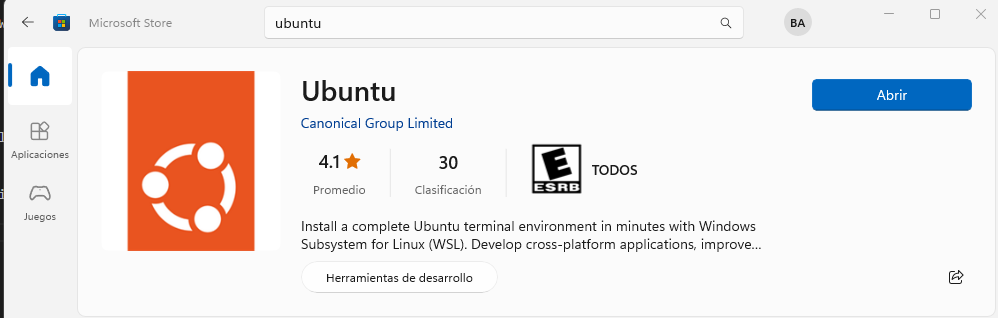 Microsoft Store
ubuntu
BA
Aplicaciones
Juegos
Ubuntu
Canonical Group Limited
Abrir
4.1
Promedio
30
Clasificación
E
ESRB
TODOS
Install a complete Ubuntu terminal environment in minutes with Windows
Subsystem for Linux (WSL). Develop cross-platform applications, improve...
Herramientas de desarrollo